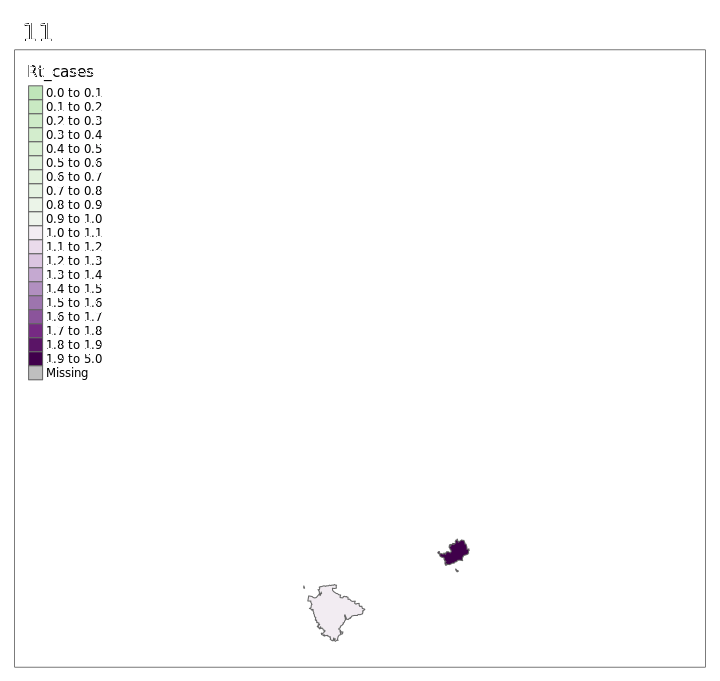 11
Rt_cases
0.0 to 0.1
0.1 to 0.2
0.2 to 0.3
0.3 to 0.4
0.4 to 0.5
0.5 to 0.6
0.6 to 0.7
0.7 to 0.8
0.8 to 0.9
0.9 to 1.0
1.0 to 1.1
1.1 to 1.2
1.2 to 1.3
1.3 to 1.4
1.4 to 1.5
1.5 to 1.6
1.6 to 1.7
1.7 to 1.8
1.8 to 1.9
1.9 to 5.0
Missing